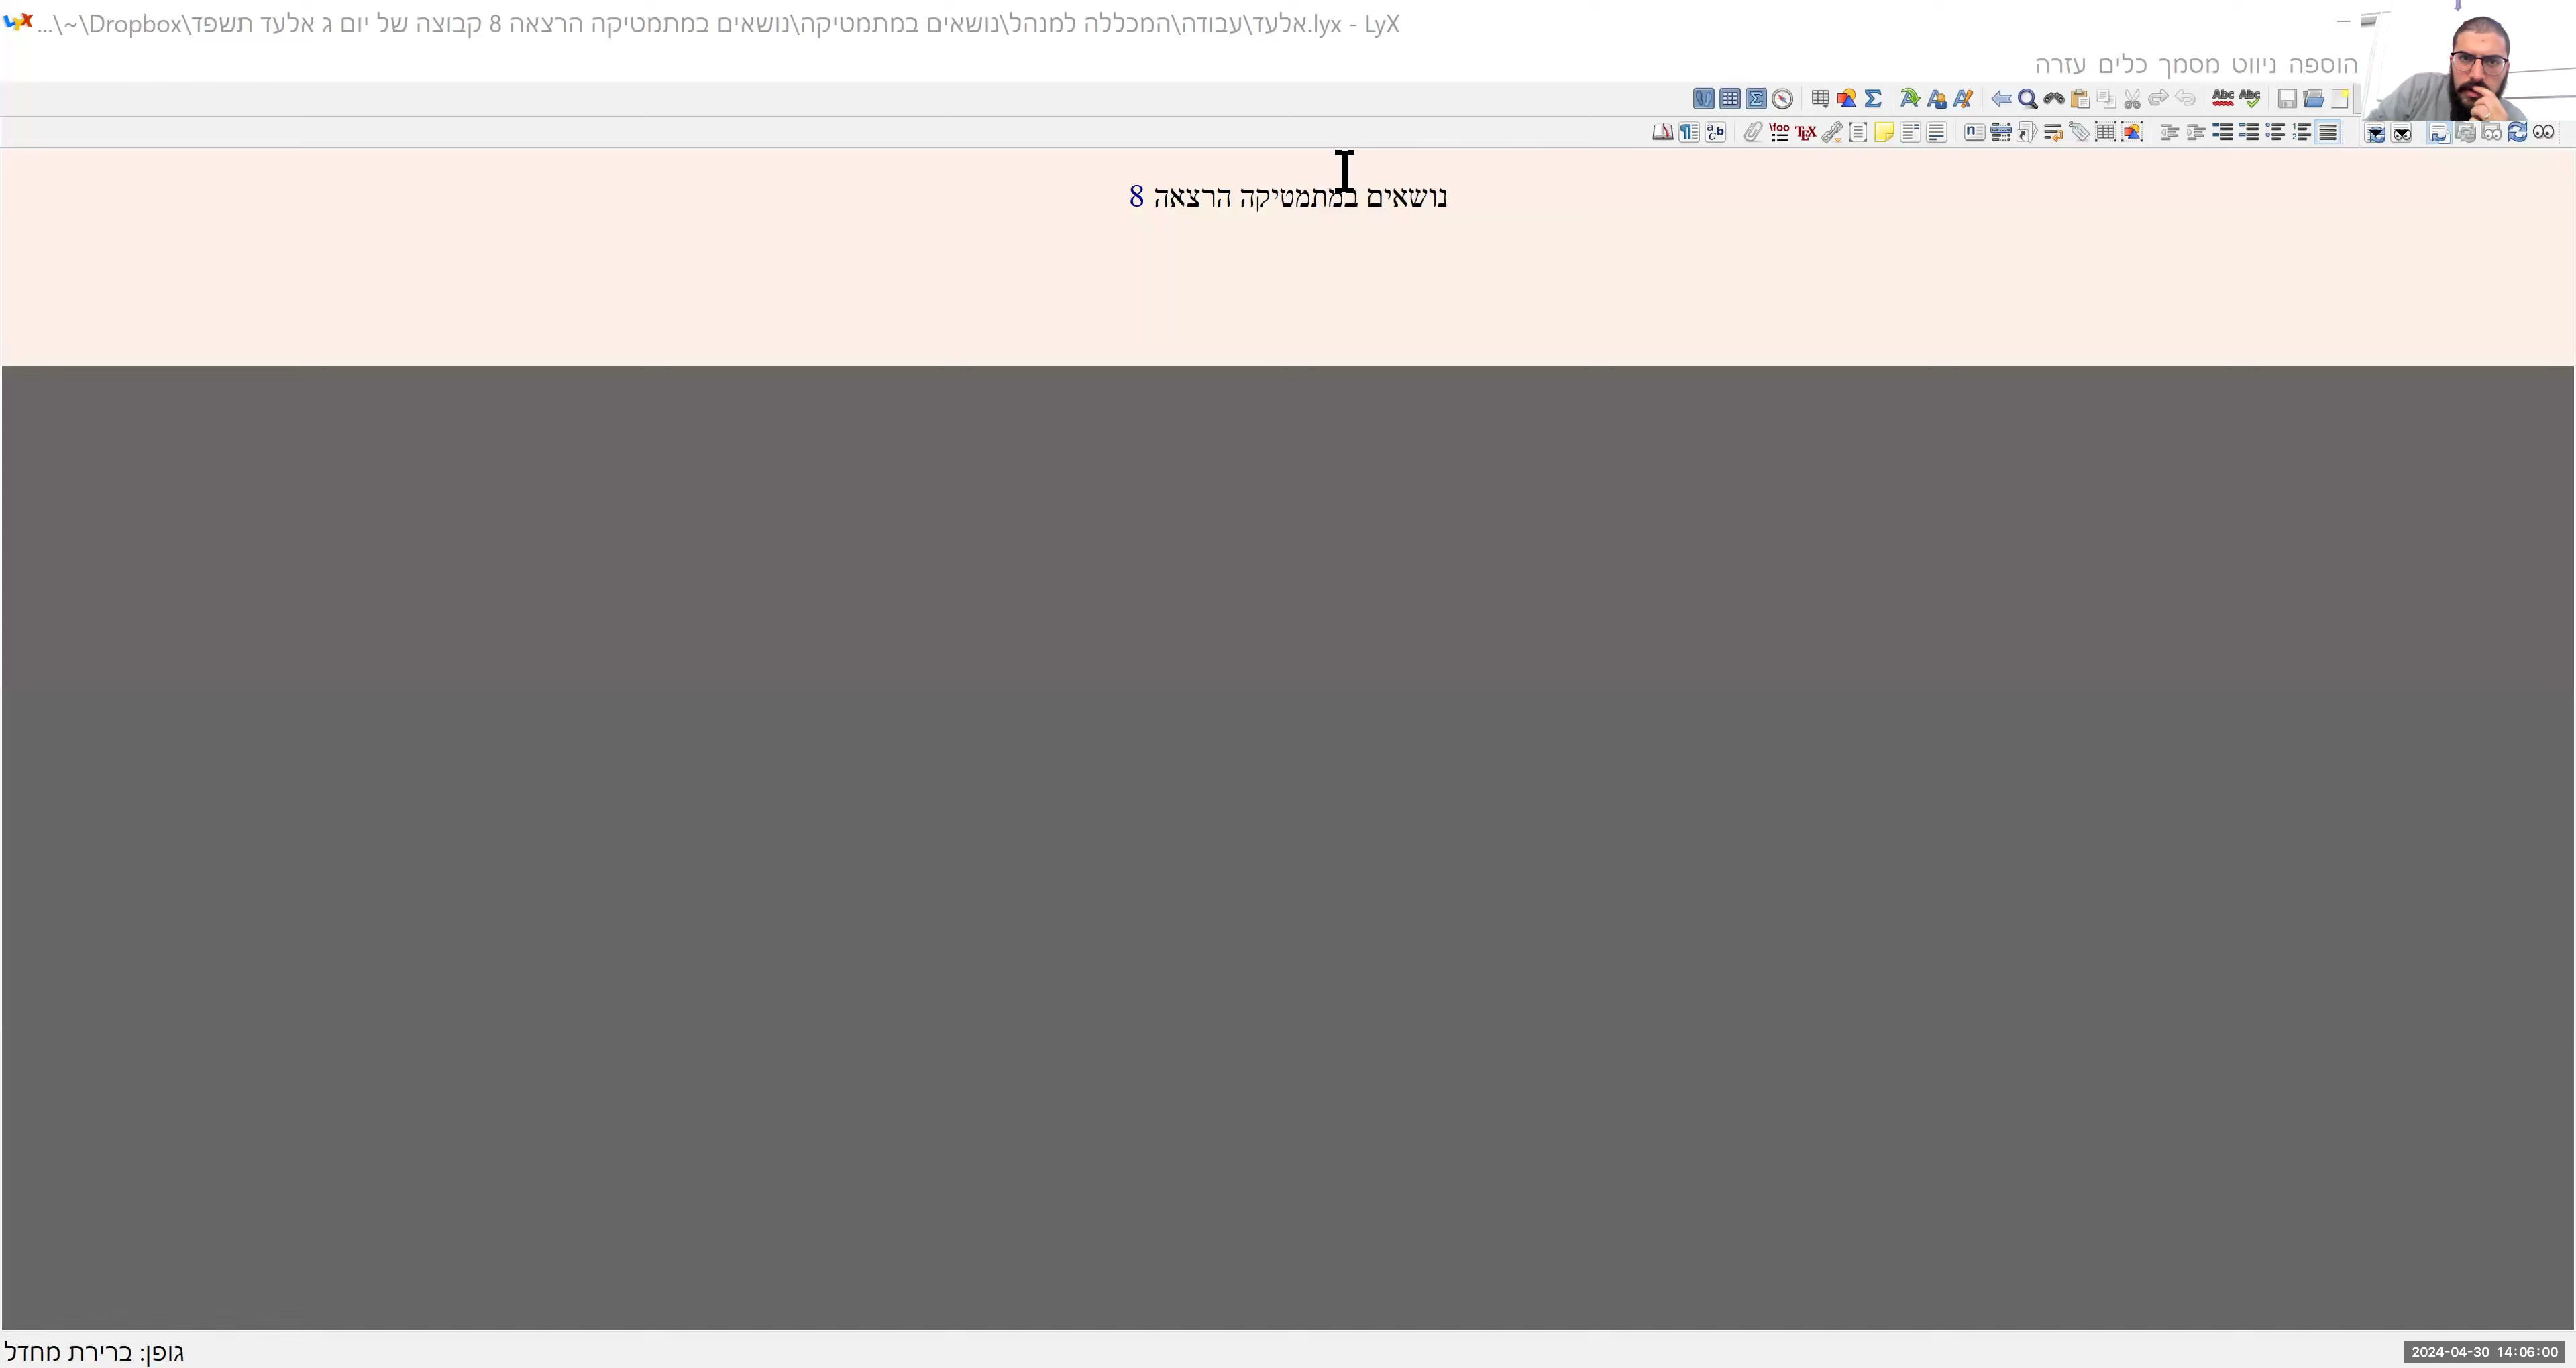 ...\~\Dropbox\אלעד\עבודה\המכללה למנהל\נושאים במתמטיקה\נושאים במתמטיקה הרצאה 8 קבוצה של יום ג אלעד תשפד.lyx - LyX
הוספה ניווט מסמך כלים עזרה
נושאים במתמטיקה הרצאה 8
גופן: ברירת מחדל
2024-04-30 14:06:00